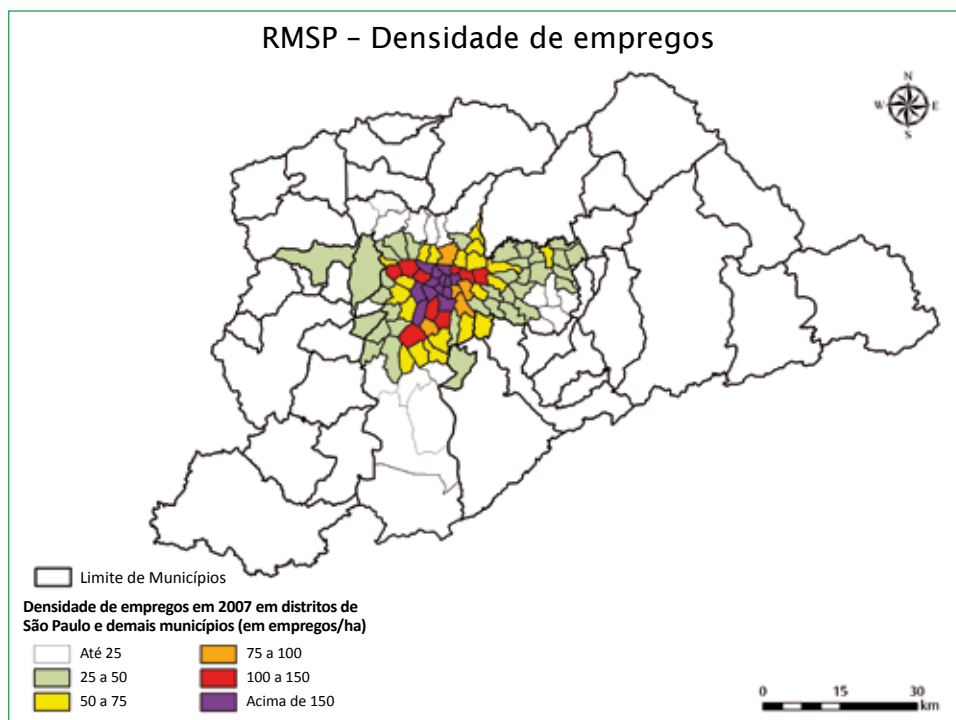 RMSP – Densidade de empregos
N
W
E
S
Limite de Municípios
Densidade de empregos em 2007 em distritos de
São Paulo e demais municípios (em empregos/ha)
Até 25
75 a 100
25 a 50
100 a 150
50 a 75
Acima de 150
0 15 30
km